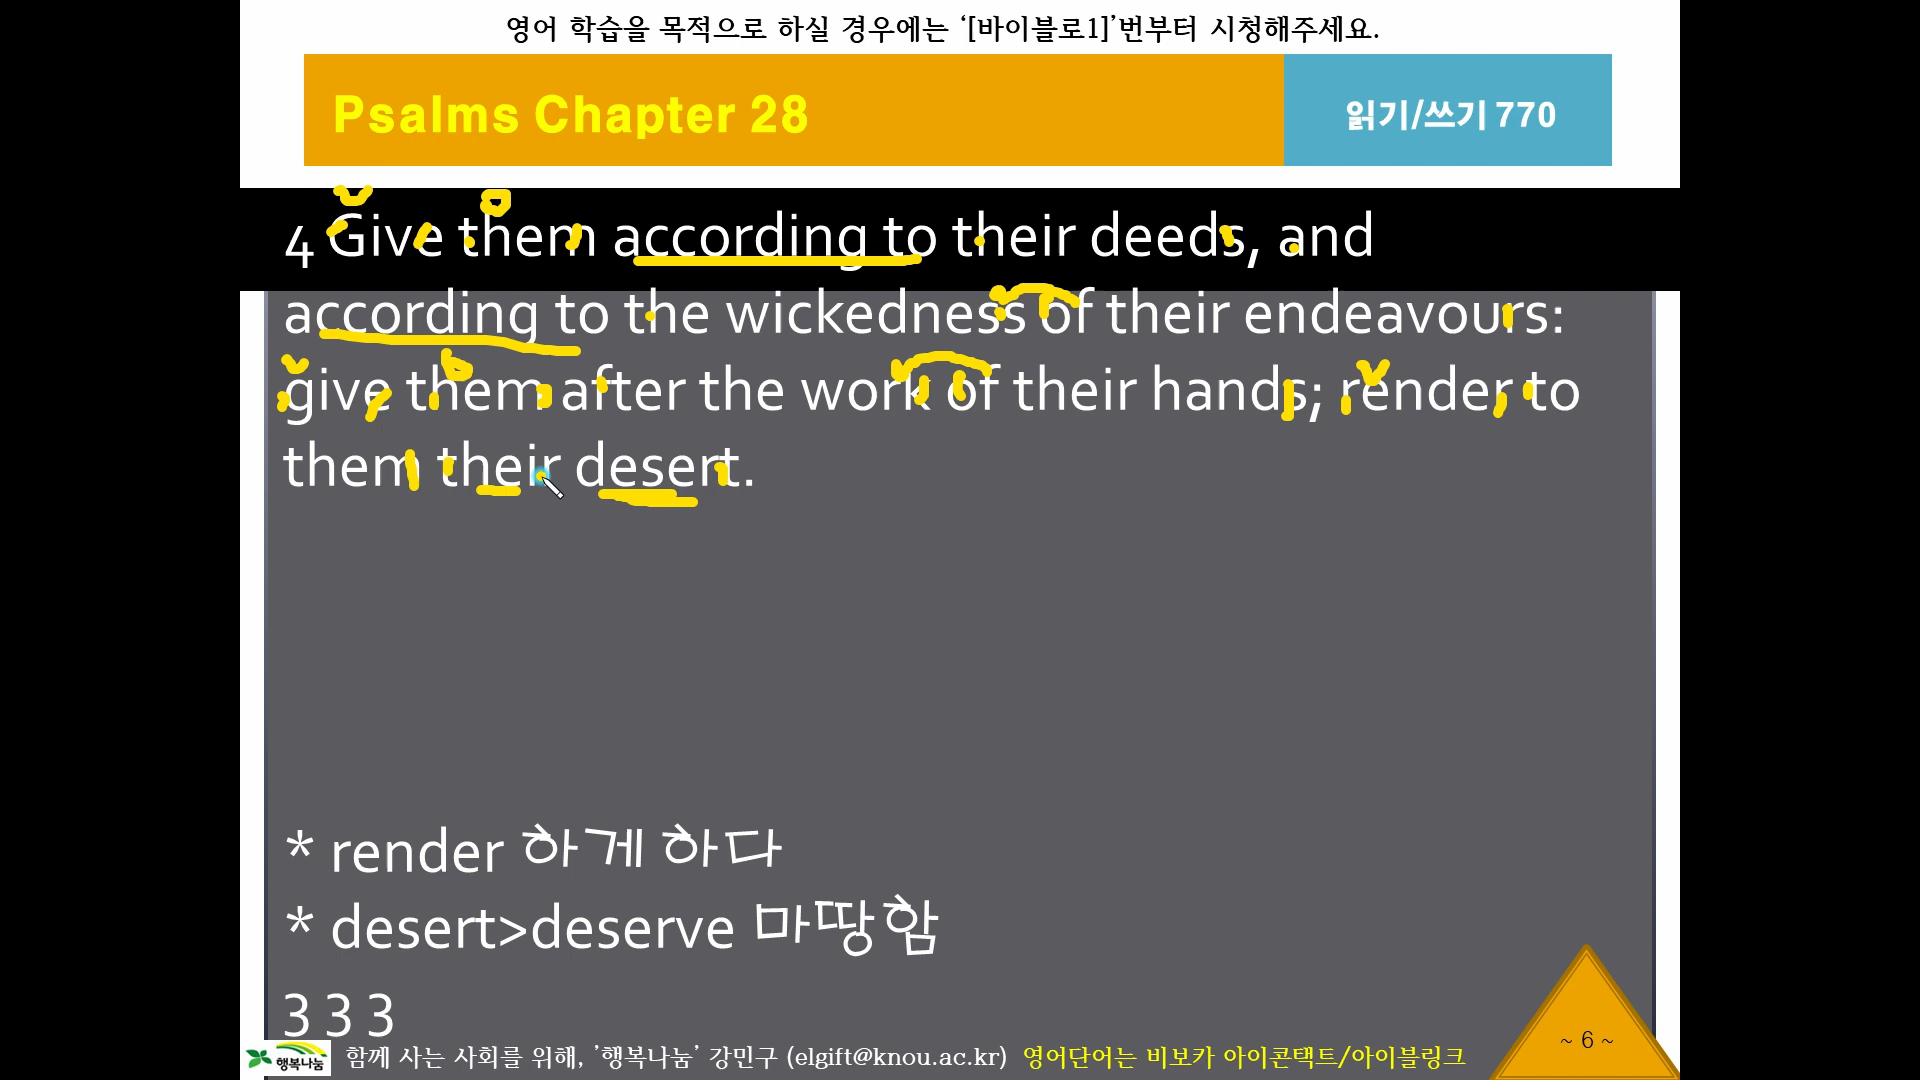 영어 학습을 목적으로 하실 경우에는 ‘[바이블로1]’번부터 시청해주세요.
Psalms Chapter 28
읽기/쓰기 770
4 Give them according to their deeds, and
according to the wickedness of their endeavours:
give them after the work of their hands; render to
them their desert.
* render 하게 하다
* desert>deserve 마땅함
3 3 3
~ 6 ~
행복나눔 함께 사는 사회를 위해, ’행복나눔’ 강민구 (elgift@knou.ac.kr) 영어단어는 비보카 아이콘택트/아이블링크